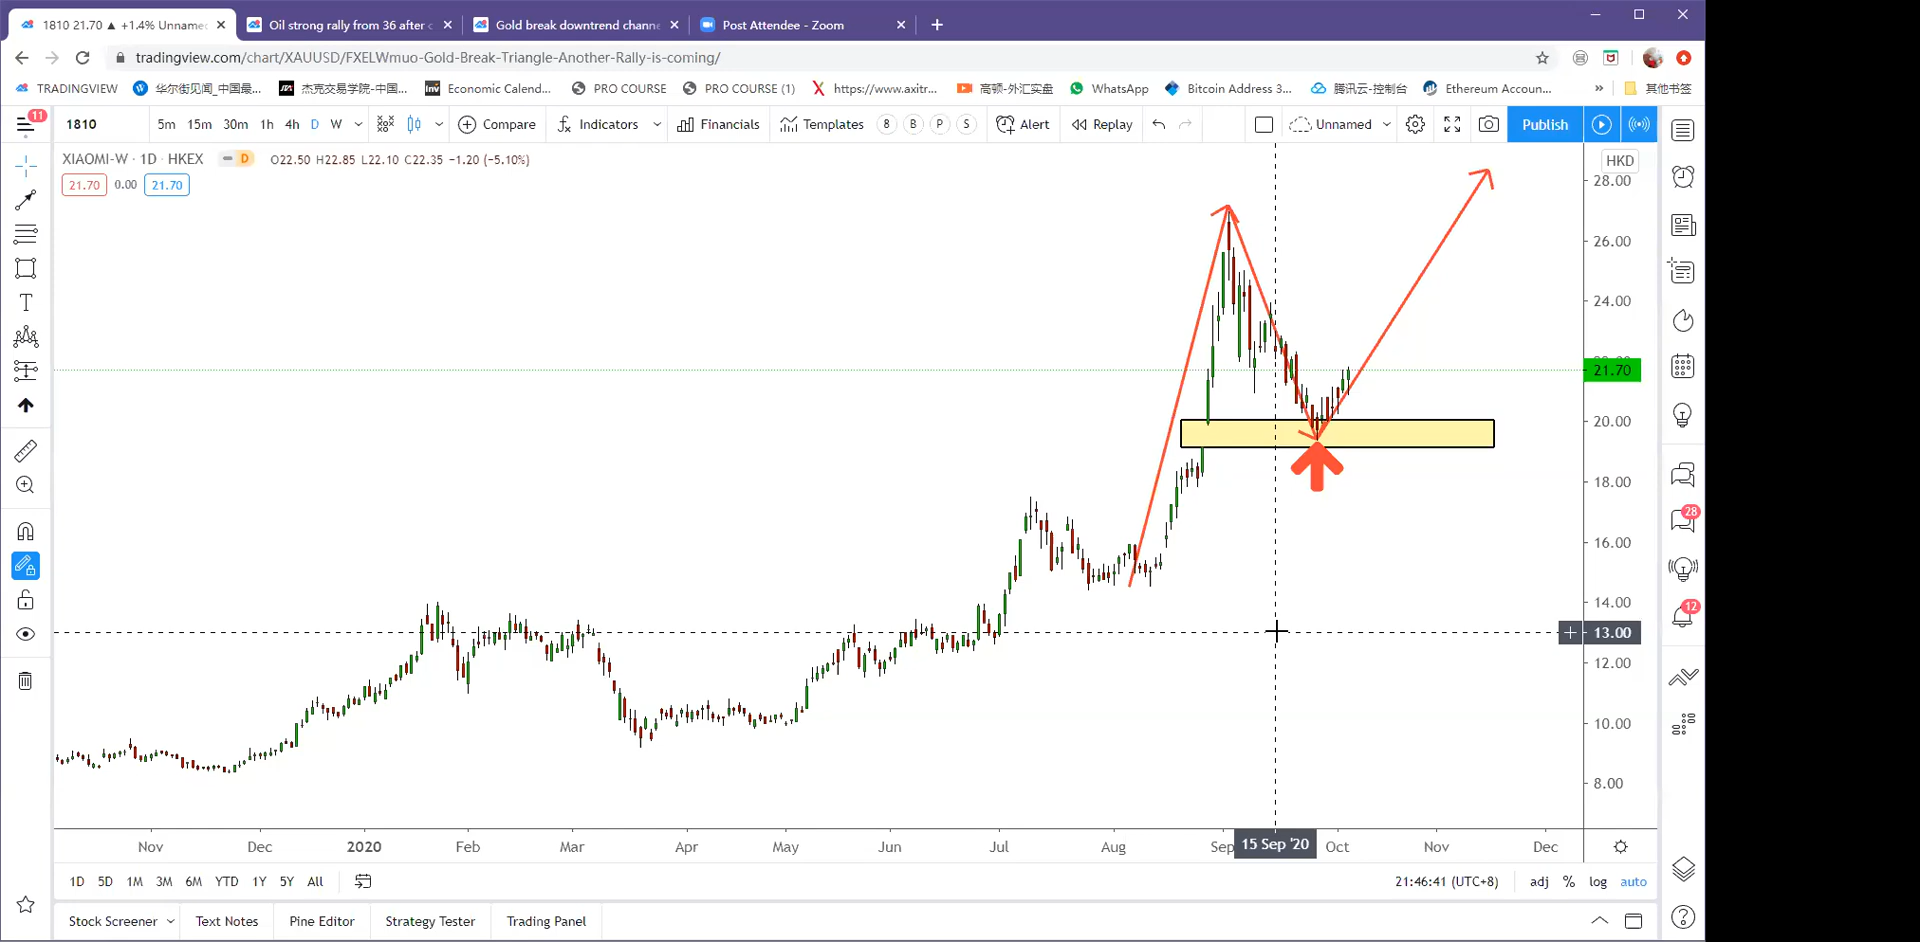 1810 21.70 ▲ +1.4% Unname
Oil strong rally from 36 after
Gold break downtrend chann
Post Attendee - Zoom
tradingview.com/chart/XAUUSD/FXELWmuo-Gold-Break-Triangle-Another-Rally-is-coming/
TRADINGVIEW
华尔街见闻_中国最...
杰克交易学院-中国...
Economic Calend...
PRO COURSE
PRO COURSE (1)
https://www.axitr...
高顿-外汇实盘
WhatsApp
Bitcoin Address 3...
腾讯云-控制台
Ethereum Accoun...
»
其他书签
11
1810
5m 15m 30m 1h 4h D W
Compare
Indicators
Financials
Templates
8 B P S
Alert
Replay
Unnamed
Publish
XIAOMI-W · 1D · HKEX
D
O22.50 H22.85 L22.10 C22.35 −1.20 (−5.10%)
21.70 0.00 21.70
HKD
28.00
26.00
24.00
21.70
20.00
18.00
16.00
14.00
13.00
12.00
10.00
8.00
28
12
Nov Dec 2020 Feb Mar Apr May Jun Jul Aug Sep 15 Sep '20 Oct Nov Dec
1D 5D 1M 3M 6M YTD 1Y 5Y All
21:46:41 (UTC+8)
adj % log auto
Stock Screener
Text Notes
Pine Editor
Strategy Tester
Trading Panel